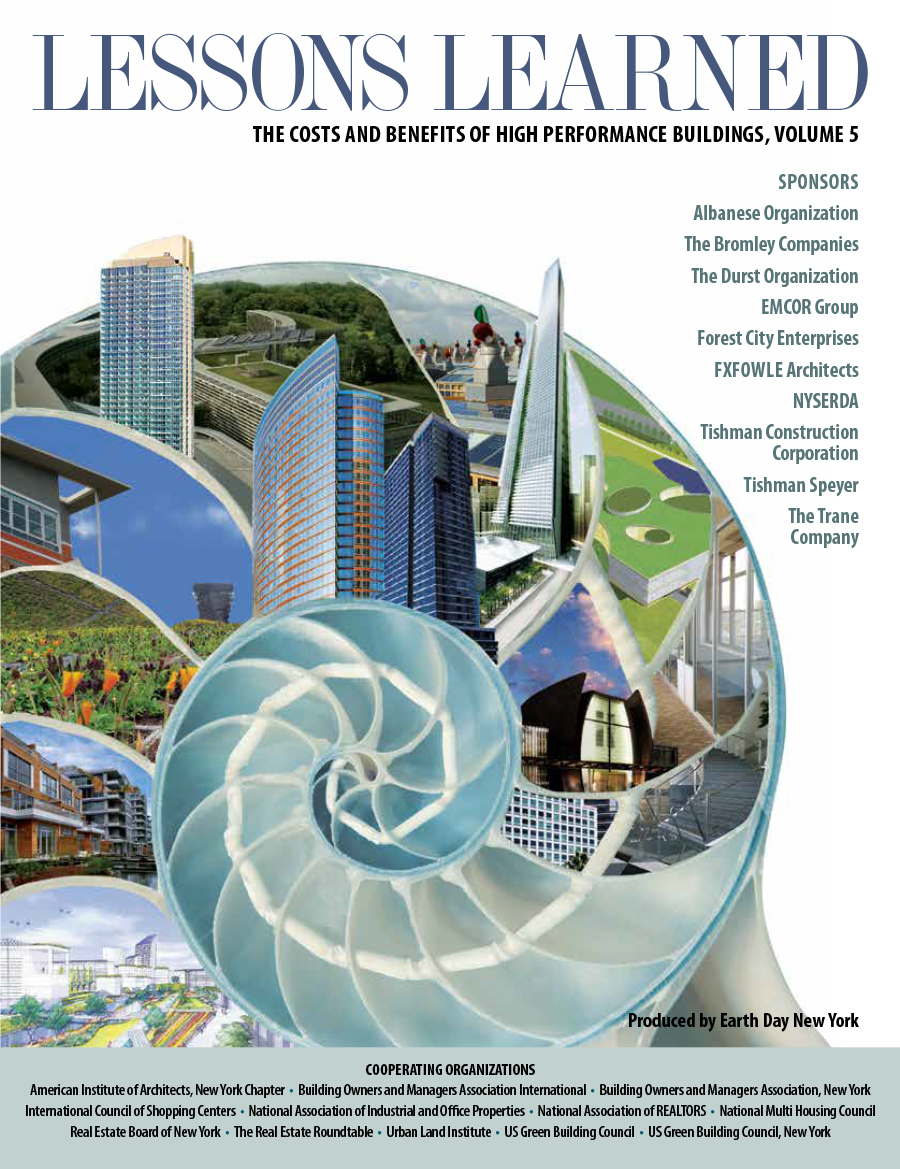 LESSONS LEARNED
THE COSTS AND BENEFITS OF HIGH PERFORMANCE BUILDINGS, VOLUME 5
SPONSORS
Albanese Organization
The Bromley Companies
The Durst Organization
EMCOR Group
Forest City Enterprises
FXFOWLE Architects
NYSERDA
Tishman Construction
Corporation
Tishman Speyer
The Trane
Company
Produced by Earth Day New York
COOPERATING ORGANIZATIONS
American Institute of Architects, New York Chapter • Building Owners and Managers Association International • Building Owners and Managers Association, New York
International Council of Shopping Centers • National Association of Industrial and Office Properties • National Association of REALTORS • National Multi Housing Council
Real Estate Board of New York • The Real Estate Roundtable • Urban Land Institute • US Green Building Council • US Green Building Council, New York